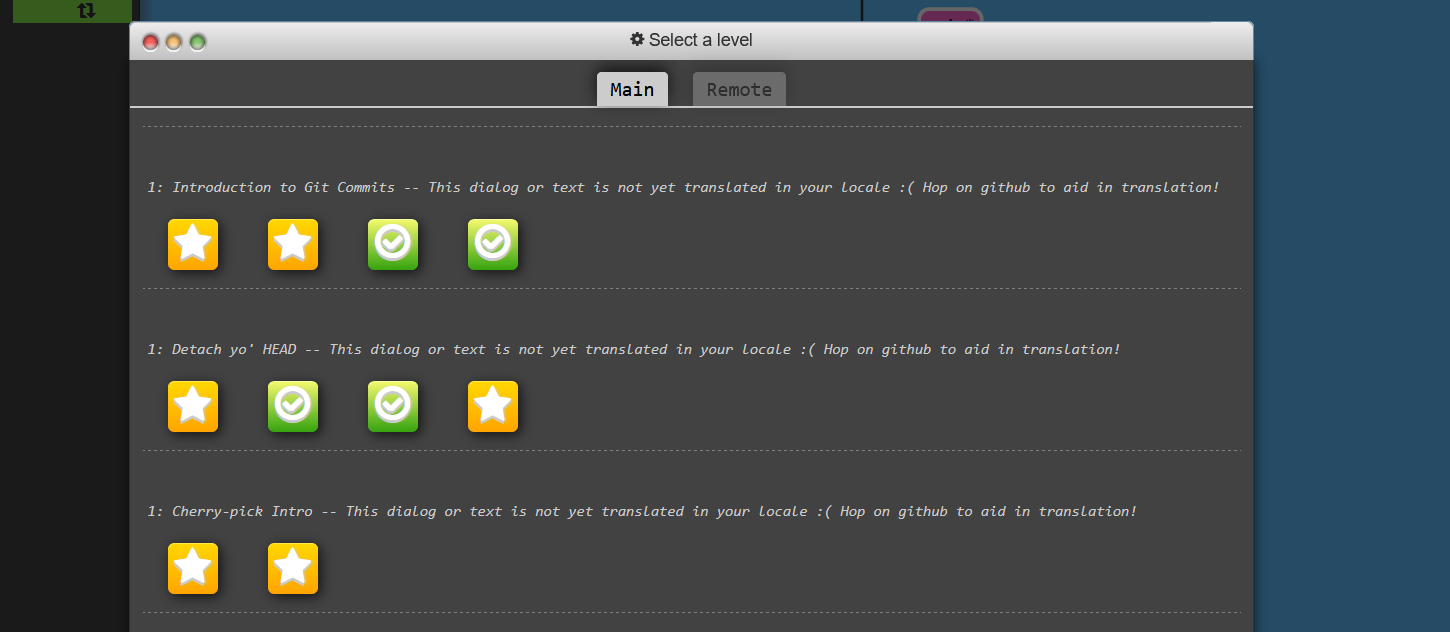 Select a level
Main Remote
1: Introduction to Git Commits -- This dialog or text is not yet translated in your locale :( Hop on github to aid in translation!
1: Detach yo' HEAD -- This dialog or text is not yet translated in your locale :( Hop on github to aid in translation!
1: Cherry-pick Intro -- This dialog or text is not yet translated in your locale :( Hop on github to aid in translation!